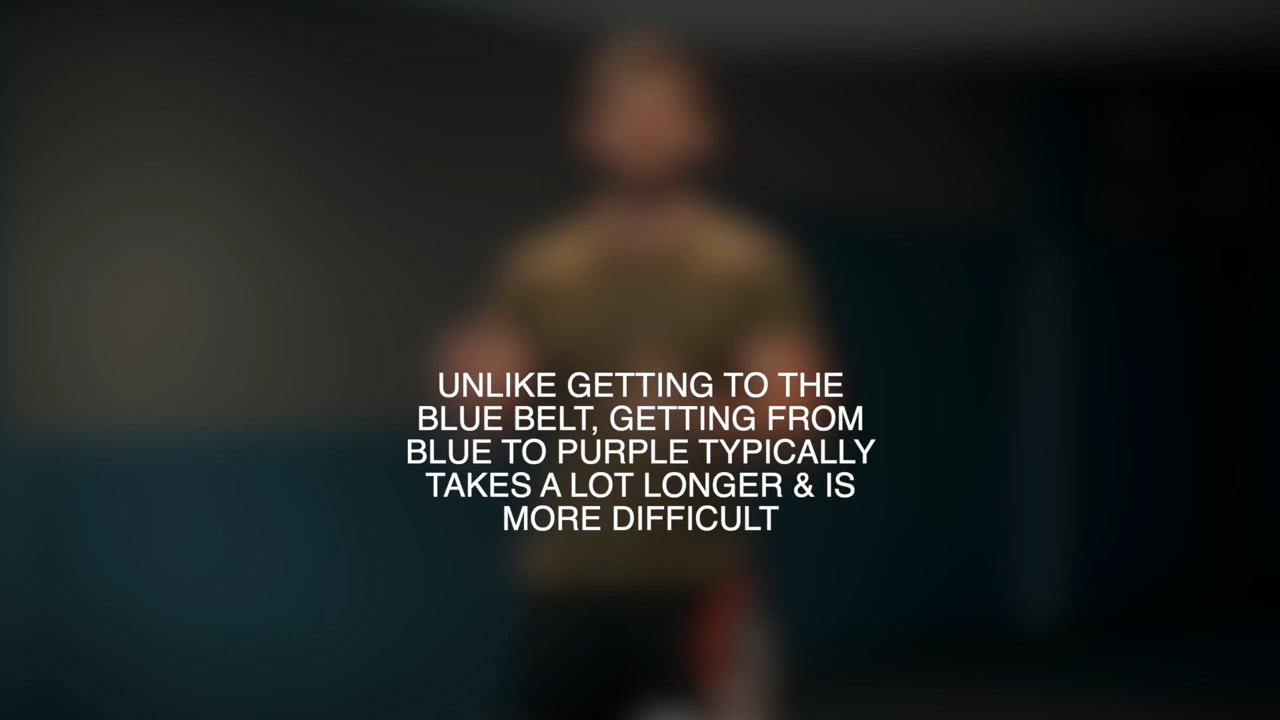 UNLIKE GETTING TO THE
BLUE BELT, GETTING FROM
BLUE TO PURPLE TYPICALLY
TAKES A LOT LONGER & IS
MORE DIFFICULT